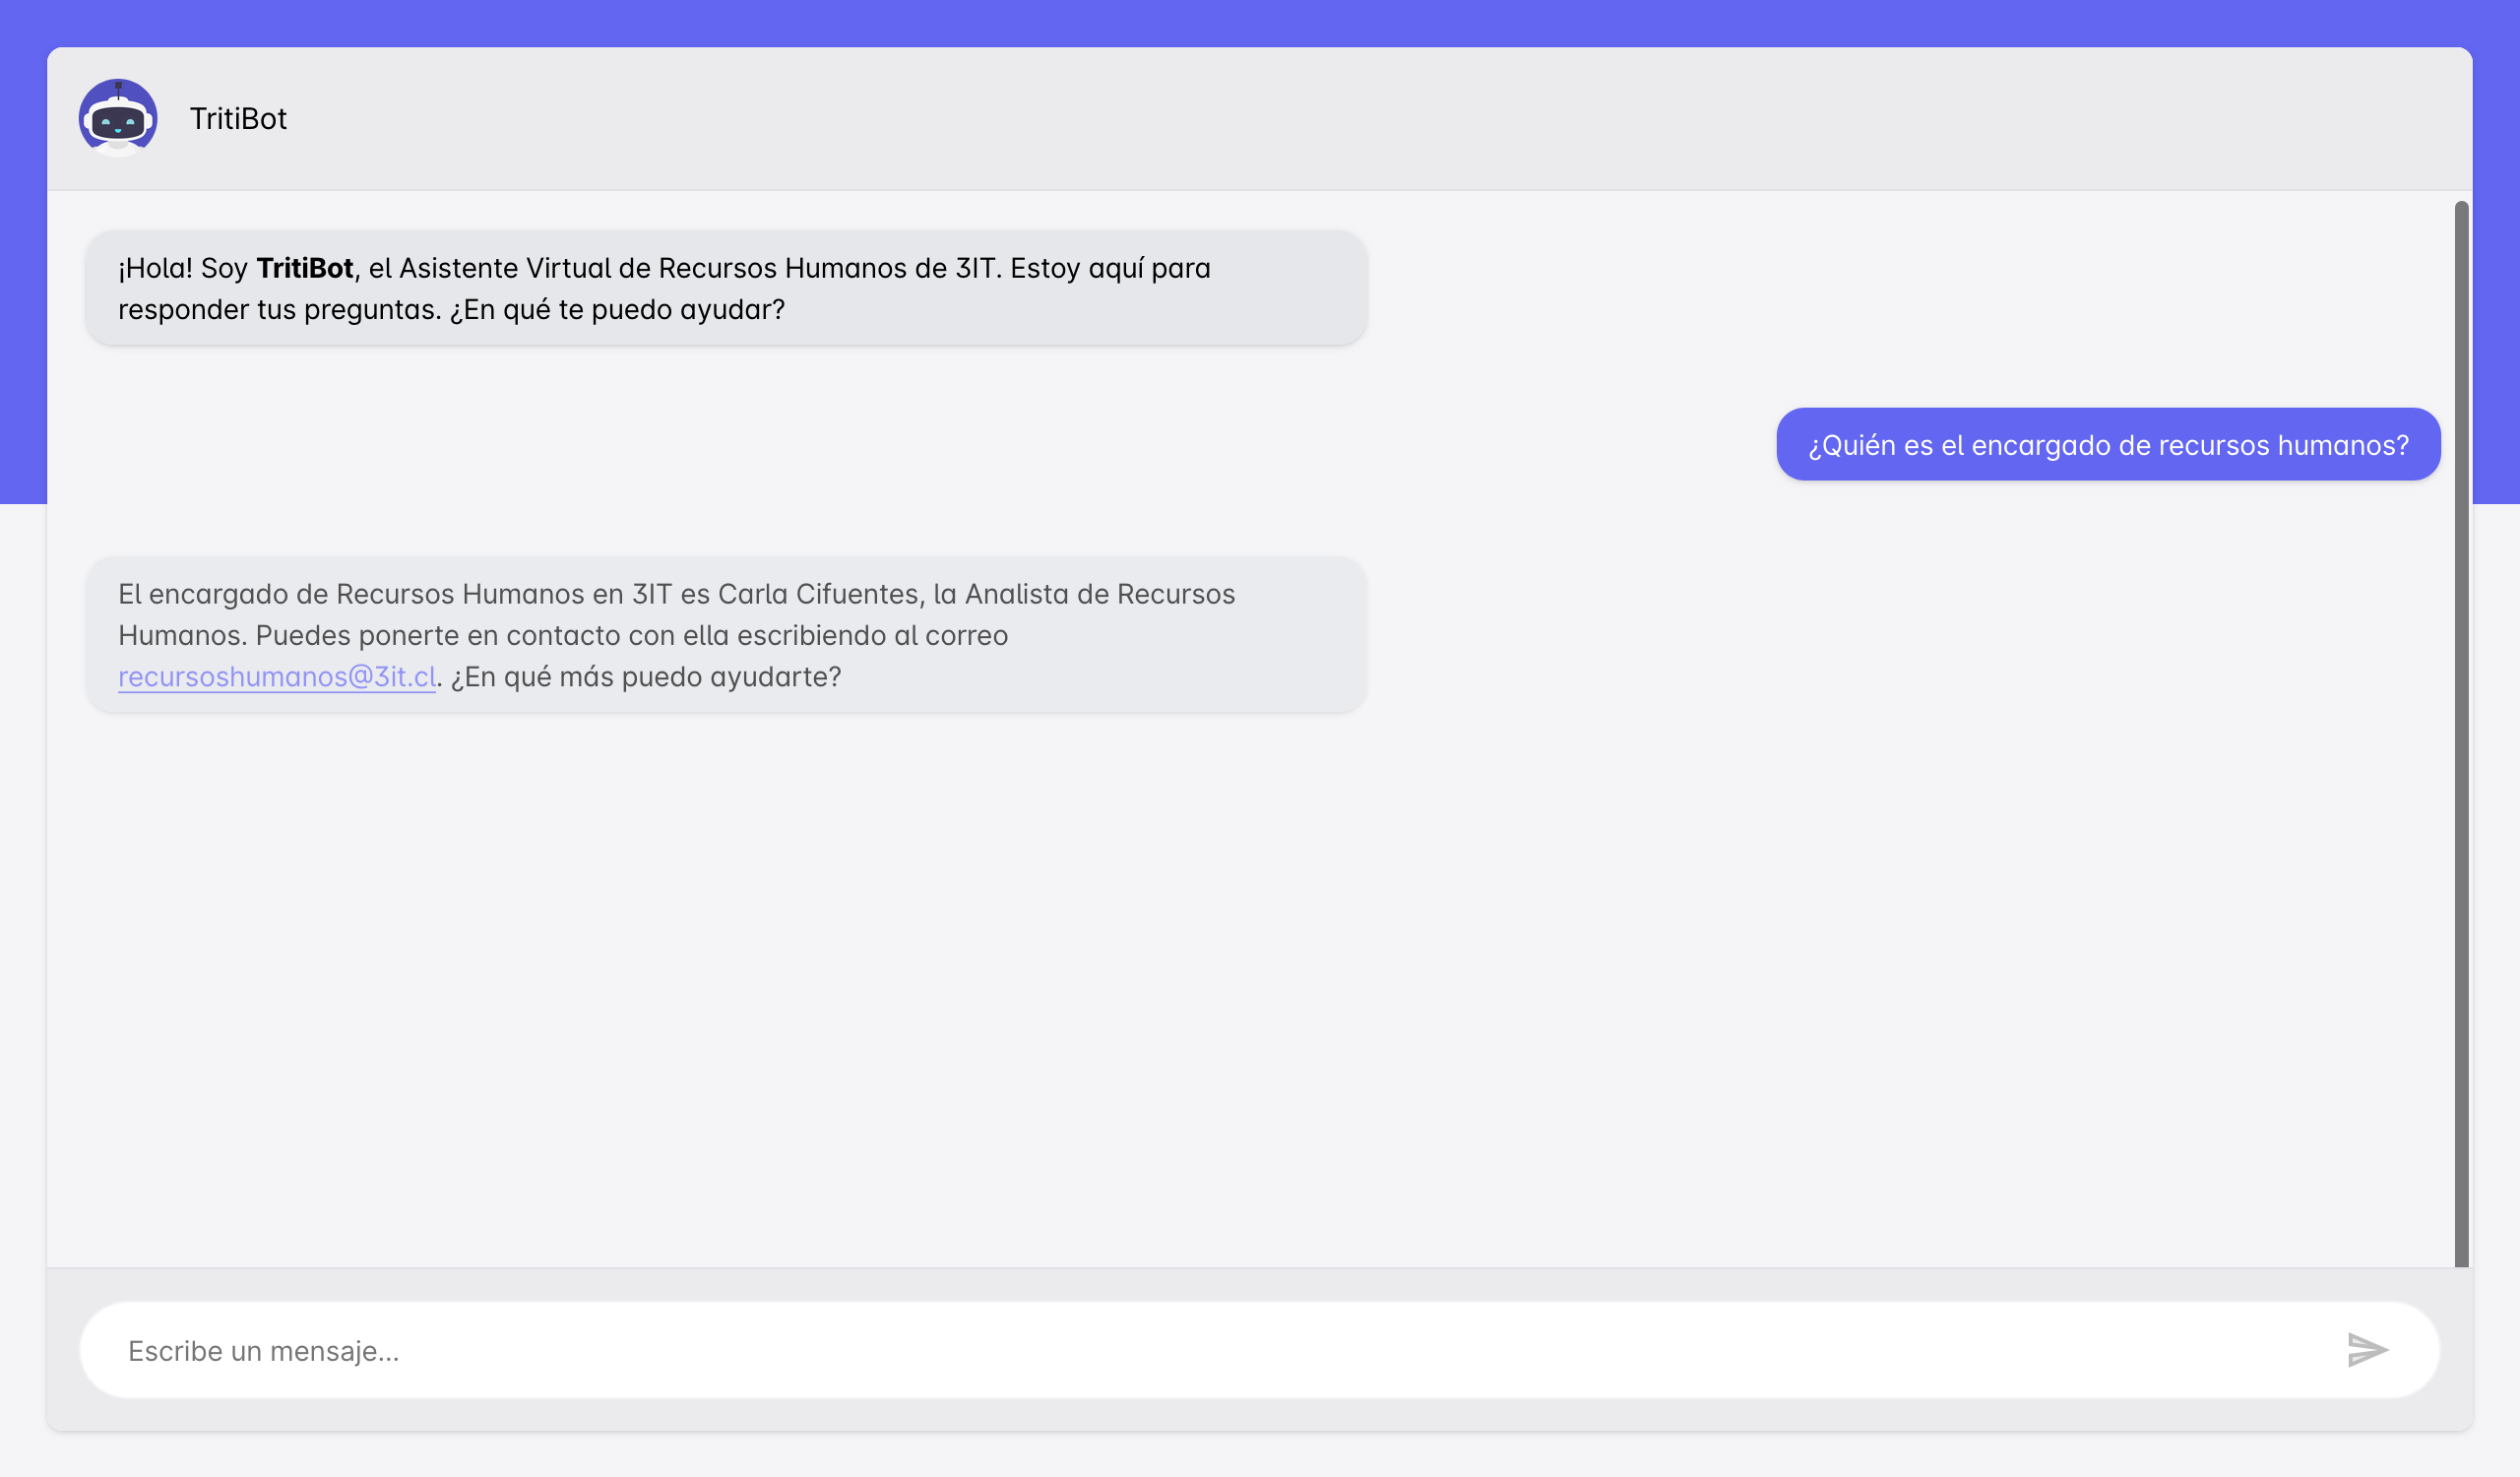 TritiBot
¡Hola! Soy TritiBot, el Asistente Virtual de Recursos Humanos de 3IT. Estoy aquí para
responder tus preguntas. ¿En qué te puedo ayudar?
¿Quién es el encargado de recursos humanos?
El encargado de Recursos Humanos en 3IT es Carla Cifuentes, la Analista de Recursos
Humanos. Puedes ponerte en contacto con ella escribiendo al correo
recursoshumanos@3it.cl. ¿En qué más puedo ayudarte?
Escribe un mensaje...